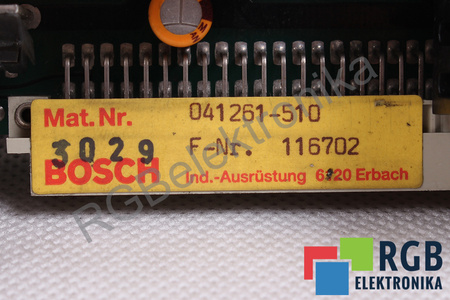 Mat.Nr. 041261-510
3029 F-Nr. 116702
BOSCH Ind.-Ausrüstung 6120 Erbach
RGBelektronika
RGB
ELEKTRONIKA